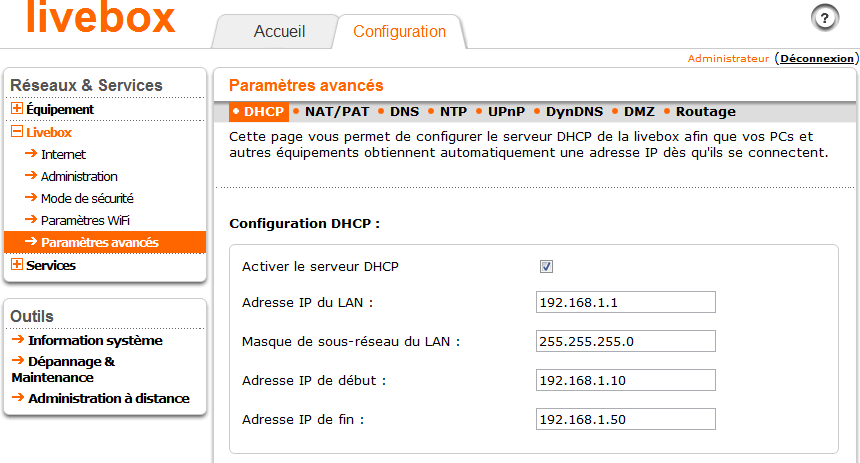 livebox
Accueil
Configuration
?
Administrateur (Déconnexion)
Réseaux & Services
Équipement
Livebox
Internet
Administration
Mode de sécurité
Paramètres WiFi
Paramètres avancés
Services
Outils
Information système
Dépannage &
Maintenance
Administration à distance
Paramètres avancés
• DHCP • NAT/PAT • DNS • NTP • UPnP • DynDNS • DMZ • Routage
Cette page vous permet de configurer le serveur DHCP de la livebox afin que vos PCs et
autres équipements obtiennent automatiquement une adresse IP dès qu'ils se connectent.
Configuration DHCP :
Activer le serveur DHCP
Adresse IP du LAN : 192.168.1.1
Masque de sous-réseau du LAN : 255.255.255.0
Adresse IP de début : 192.168.1.10
Adresse IP de fin : 192.168.1.50